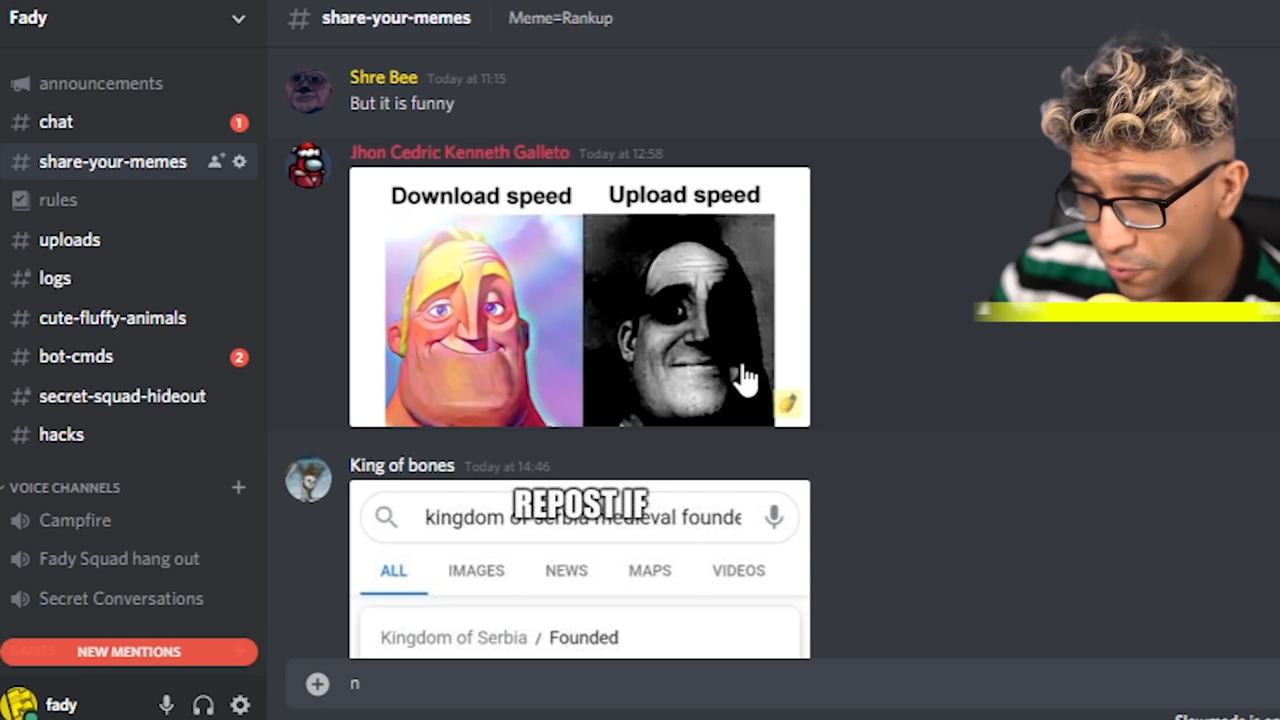 Fady
announcements
chat
1
share-your-memes
rules
uploads
logs
cute-fluffy-animals
bot-cmds
2
secret-squad-hideout
hacks
VOICE CHANNELS
Campfire
Fady Squad hang out
Secret Conversations
NEW MENTIONS
fady
share-your-memes
Meme=Rankup
Shre Bee Today at 11:15
But it is funny
Jhon Cedric Kenneth Galleto Today at 12:58
Download speed Upload speed
King of bones Today at 14:46
REPOST IF
kingdom of serbia medieval founde
ALL IMAGES NEWS MAPS VIDEOS
Kingdom of Serbia / Founded
n